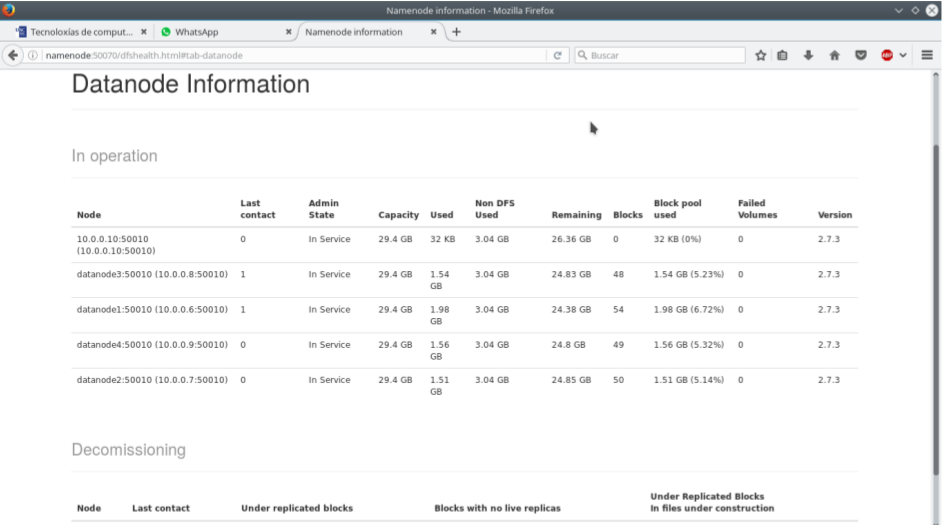 Namenode information - Mozilla Firefox
Tecnoloxías de comput...
WhatsApp
Namenode information
namenode:50070/dfshealth.html#tab-datanode
Buscar
ABP
Datanode Information
In operation
Node Last contact Admin State Capacity Used Non DFS Used Remaining Blocks Block pool used Failed Volumes Version
10.0.0.10:50010 (10.0.0.10:50010) 0 In Service 29.4 GB 32 KB 3.04 GB 26.36 GB 0 32 KB (0%) 0 2.7.3
datanode3:50010 (10.0.0.8:50010) 1 In Service 29.4 GB 1.54 GB 3.04 GB 24.83 GB 48 1.54 GB (5.23%) 0 2.7.3
datanode1:50010 (10.0.0.6:50010) 1 In Service 29.4 GB 1.98 GB 3.04 GB 24.38 GB 54 1.98 GB (6.72%) 0 2.7.3
datanode4:50010 (10.0.0.9:50010) 0 In Service 29.4 GB 1.56 GB 3.04 GB 24.8 GB 49 1.56 GB (5.32%) 0 2.7.3
datanode2:50010 (10.0.0.7:50010) 0 In Service 29.4 GB 1.51 GB 3.04 GB 24.85 GB 50 1.51 GB (5.14%) 0 2.7.3
Decomissioning
Node Last contact Under replicated blocks Blocks with no live replicas Under Replicated Blocks In files under construction